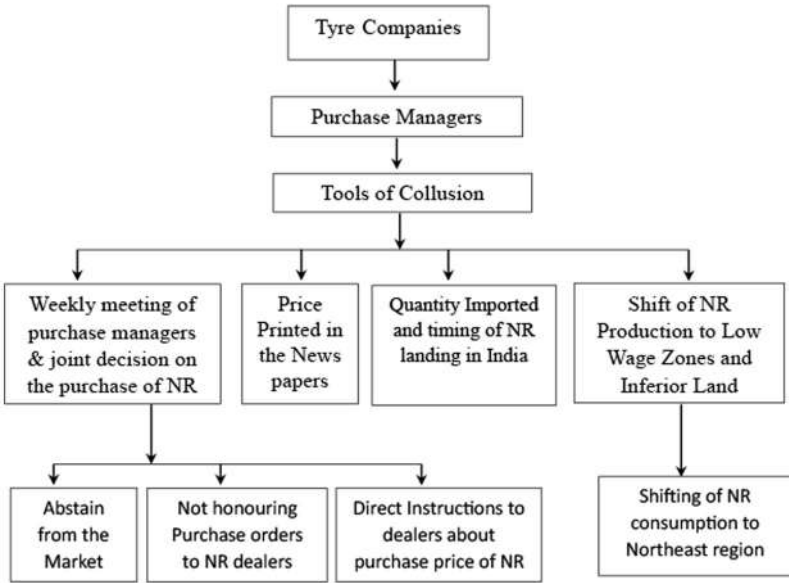 Tyre Companies
Purchase Managers
Tools of Collusion
Weekly meeting of
purchase managers
& joint decision on
the purchase of NR
Price
Printed in
the News
papers
Quantity Imported
and timing of NR
landing in India
Shift of NR
Production to Low
Wage Zones and
Inferior Land
Abstain
from the
Market
Not honouring
Purchase orders
to NR dealers
Direct Instructions to
dealers about
purchase price of NR
Shifting of NR
consumption to
Northeast region